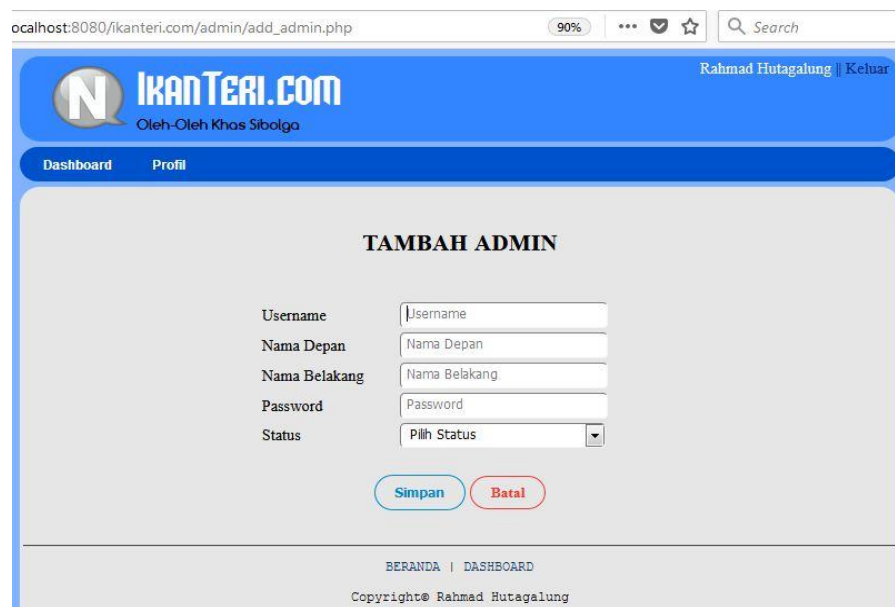 ocalhost:8080/ikanteri.com/admin/add_admin.php 90% Search
Rahmad Hutagalung || Keluar
N IKANTERI.COM
Oleh-Oleh Khas Sibolga
Dashboard Profil
TAMBAH ADMIN
Username Username
Nama Depan Nama Depan
Nama Belakang Nama Belakang
Password Password
Status Pilih Status
Simpan Batal
BERANDA | DASHBOARD
Copyright© Rahmad Hutagalung